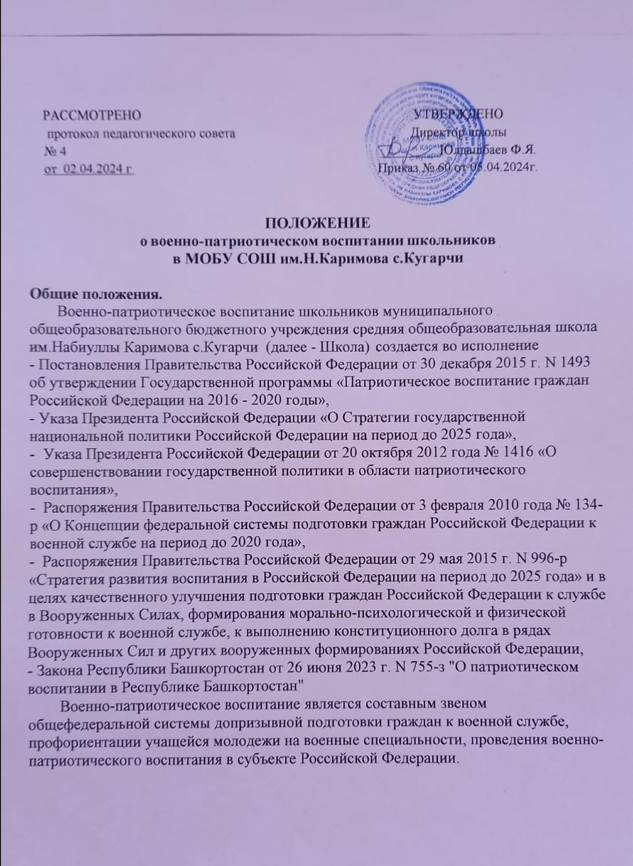 РАССМОТРЕНО
протокол педагогического совета
№ 4
от 02.04.2024 г
УТВЕРЖДЕНО
Директор школы
Юлдашбаев Ф.Я.
Приказ № 60 от 05.04.2024г.
ПОЛОЖЕНИЕ
о военно-патриотическом воспитании школьников
в МОБУ СОШ им.Н.Каримова с.Кугарчи
Общие положения.
Военно-патриотическое воспитание школьников муниципального
общеобразовательного бюджетного учреждения средняя общеобразовательная школа
им.Набиуллы Каримова с.Кугарчи (далее - Школа) создается во исполнение
- Постановления Правительства Российской Федерации от 30 декабря 2015 г. N 1493
об утверждении Государственной программы «Патриотическое воспитание граждан
Российской Федерации на 2016 - 2020 годы»,
- Указа Президента Российской Федерации «О Стратегии государственной
национальной политики Российской Федерации на период до 2025 года»,
- Указа Президента Российской Федерации от 20 октября 2012 года № 1416 «О
совершенствовании государственной политики в области патриотического
воспитания»,
- Распоряжения Правительства Российской Федерации от 3 февраля 2010 года № 134-
р «О Концепции федеральной системы подготовки граждан Российской Федерации к
военной службе на период до 2020 года»,
- Распоряжения Правительства Российской Федерации от 29 мая 2015 г. N 996-р
«Стратегия развития воспитания в Российской Федерации на период до 2025 года» и в
целях качественного улучшения подготовки граждан Российской Федерации к службе
в Вооруженных Силах, формирования морально-психологической и физической
готовности к военной службе, к выполнению конституционного долга в рядах
Вооруженных Сил и других вооруженных формированиях Российской Федерации,
- Закона Республики Башкортостан от 26 июня 2023 г. N 755-з "О патриотическом
воспитании в Республике Башкортостан"
Военно-патриотическое воспитание является составным звеном
общефедеральной системы допризывной подготовки граждан к военной службе,
профориентации учащейся молодежи на военные специальности, проведения военно-
патриотического воспитания в субъекте Российской Федерации.